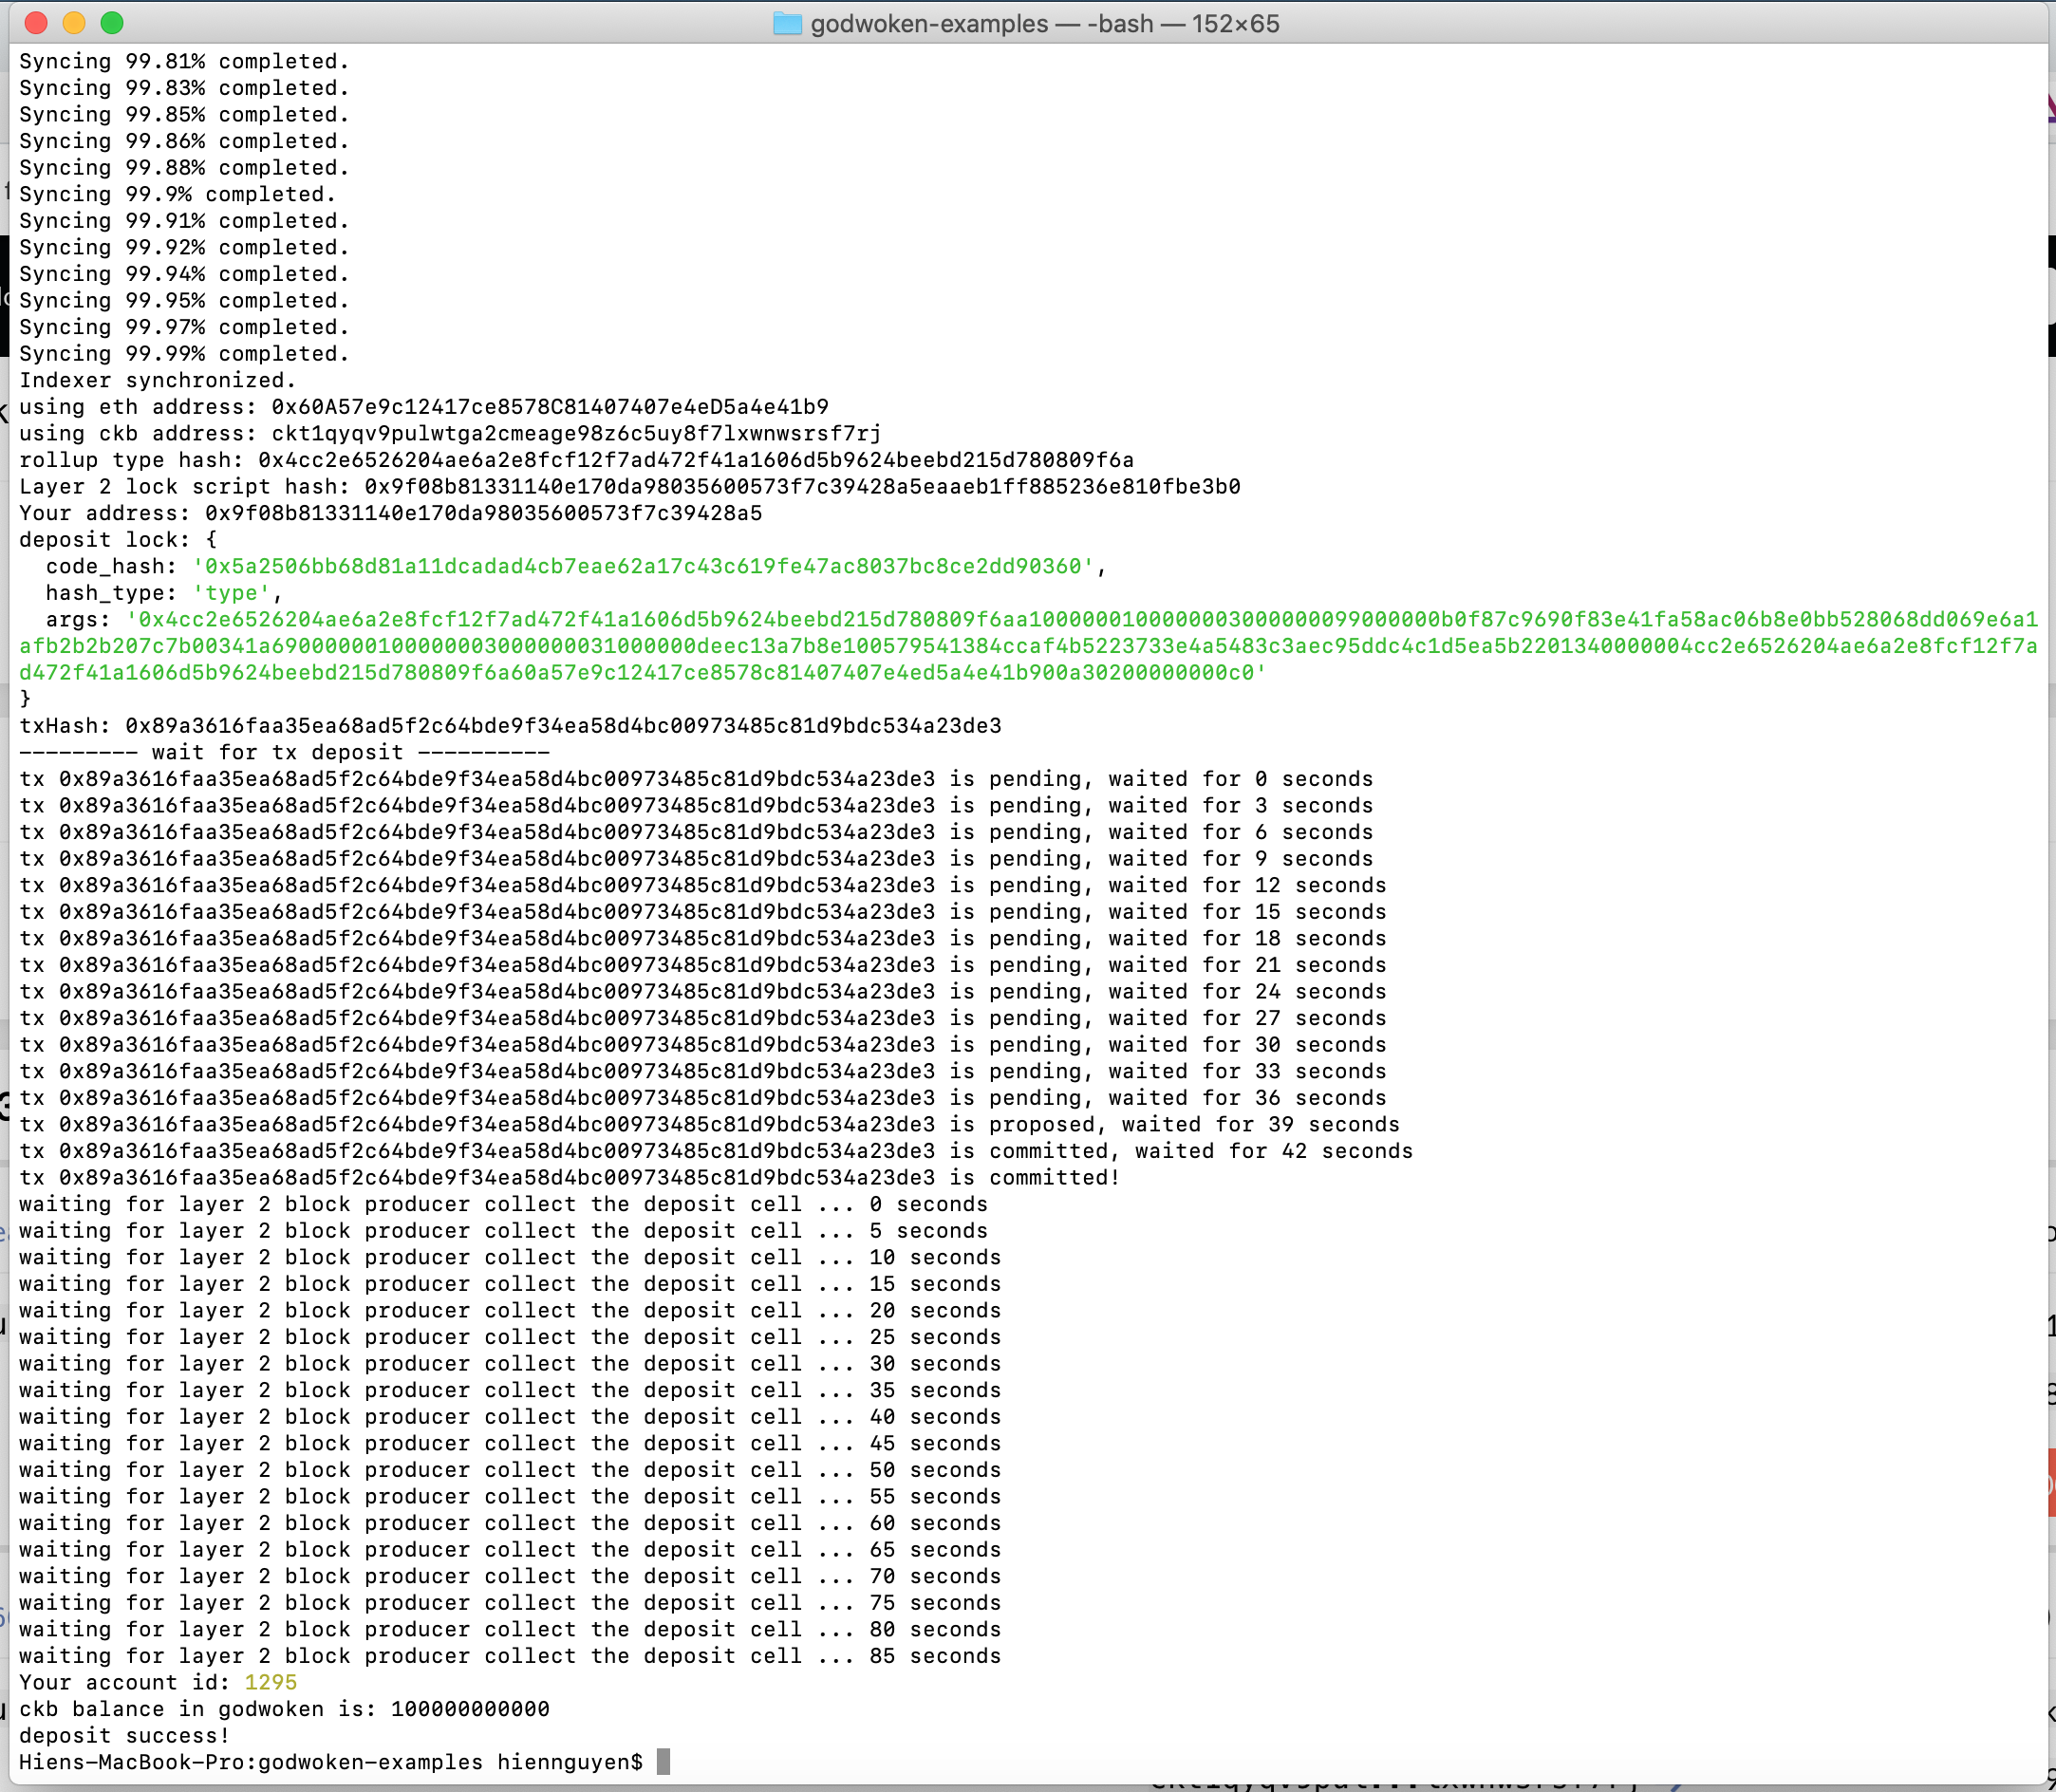 godwoken-examples — -bash — 152×65
Syncing 99.81% completed.
Syncing 99.83% completed.
Syncing 99.85% completed.
Syncing 99.86% completed.
Syncing 99.88% completed.
Syncing 99.9% completed.
Syncing 99.91% completed.
Syncing 99.92% completed.
Syncing 99.94% completed.
Syncing 99.95% completed.
Syncing 99.97% completed.
Syncing 99.99% completed.
Indexer synchronized.
using eth address: 0x60A57e9c12417ce8578C81407407e4eD5a4e41b9
using ckb address: ckt1qyqv9pulwtga2cmeage98z6c5uy8f7lxwnwsrsf7rj
rollup type hash: 0x4cc2e6526204ae6a2e8fcf12f7ad472f41a1606d5b9624beebd215d780809f6a
Layer 2 lock script hash: 0x9f08b81331140e170da98035600573f7c39428a5eaaeb1ff885236e810fbe3b0
Your address: 0x9f08b81331140e170da98035600573f7c39428a5
deposit lock: {
  code_hash: '0x5a2506bb68d81a11dcadad4cb7eae62a17c43c619fe47ac8037bc8ce2dd90360',
  hash_type: 'type',
  args: '0x4cc2e6526204ae6a2e8fcf12f7ad472f41a1606d5b9624beebd215d780809f6aa10000001000000003000000099000000b0f87c9690f83e41fa58ac06b8e0bb528068dd069e6a1
afb2b2b207c7b00341a690000000100000003000000031000000deec13a7b8e100579541384ccaf4b5223733e4a5483c3aec95ddc4c1d5ea5b2201340000004cc2e6526204ae6a2e8fcf12f7a
d472f41a1606d5b9624beebd215d780809f6a60a57e9c12417ce8578c81407407e4ed5a4e41b900a30200000000c0'
}
txHash: 0x89a3616faa35ea68ad5f2c64bde9f34ea58d4bc00973485c81d9bdc534a23de3
--------- wait for tx deposit ----------
tx 0x89a3616faa35ea68ad5f2c64bde9f34ea58d4bc00973485c81d9bdc534a23de3 is pending, waited for 0 seconds
tx 0x89a3616faa35ea68ad5f2c64bde9f34ea58d4bc00973485c81d9bdc534a23de3 is pending, waited for 3 seconds
tx 0x89a3616faa35ea68ad5f2c64bde9f34ea58d4bc00973485c81d9bdc534a23de3 is pending, waited for 6 seconds
tx 0x89a3616faa35ea68ad5f2c64bde9f34ea58d4bc00973485c81d9bdc534a23de3 is pending, waited for 9 seconds
tx 0x89a3616faa35ea68ad5f2c64bde9f34ea58d4bc00973485c81d9bdc534a23de3 is pending, waited for 12 seconds
tx 0x89a3616faa35ea68ad5f2c64bde9f34ea58d4bc00973485c81d9bdc534a23de3 is pending, waited for 15 seconds
tx 0x89a3616faa35ea68ad5f2c64bde9f34ea58d4bc00973485c81d9bdc534a23de3 is pending, waited for 18 seconds
tx 0x89a3616faa35ea68ad5f2c64bde9f34ea58d4bc00973485c81d9bdc534a23de3 is pending, waited for 21 seconds
tx 0x89a3616faa35ea68ad5f2c64bde9f34ea58d4bc00973485c81d9bdc534a23de3 is pending, waited for 24 seconds
tx 0x89a3616faa35ea68ad5f2c64bde9f34ea58d4bc00973485c81d9bdc534a23de3 is pending, waited for 27 seconds
tx 0x89a3616faa35ea68ad5f2c64bde9f34ea58d4bc00973485c81d9bdc534a23de3 is pending, waited for 30 seconds
tx 0x89a3616faa35ea68ad5f2c64bde9f34ea58d4bc00973485c81d9bdc534a23de3 is pending, waited for 33 seconds
tx 0x89a3616faa35ea68ad5f2c64bde9f34ea58d4bc00973485c81d9bdc534a23de3 is pending, waited for 36 seconds
tx 0x89a3616faa35ea68ad5f2c64bde9f34ea58d4bc00973485c81d9bdc534a23de3 is proposed, waited for 39 seconds
tx 0x89a3616faa35ea68ad5f2c64bde9f34ea58d4bc00973485c81d9bdc534a23de3 is committed, waited for 42 seconds
tx 0x89a3616faa35ea68ad5f2c64bde9f34ea58d4bc00973485c81d9bdc534a23de3 is committed!
waiting for layer 2 block producer collect the deposit cell ... 0 seconds
waiting for layer 2 block producer collect the deposit cell ... 5 seconds
waiting for layer 2 block producer collect the deposit cell ... 10 seconds
waiting for layer 2 block producer collect the deposit cell ... 15 seconds
waiting for layer 2 block producer collect the deposit cell ... 20 seconds
waiting for layer 2 block producer collect the deposit cell ... 25 seconds
waiting for layer 2 block producer collect the deposit cell ... 30 seconds
waiting for layer 2 block producer collect the deposit cell ... 35 seconds
waiting for layer 2 block producer collect the deposit cell ... 40 seconds
waiting for layer 2 block producer collect the deposit cell ... 45 seconds
waiting for layer 2 block producer collect the deposit cell ... 50 seconds
waiting for layer 2 block producer collect the deposit cell ... 55 seconds
waiting for layer 2 block producer collect the deposit cell ... 60 seconds
waiting for layer 2 block producer collect the deposit cell ... 65 seconds
waiting for layer 2 block producer collect the deposit cell ... 70 seconds
waiting for layer 2 block producer collect the deposit cell ... 75 seconds
waiting for layer 2 block producer collect the deposit cell ... 80 seconds
waiting for layer 2 block producer collect the deposit cell ... 85 seconds
Your account id: 1295
ckb balance in godwoken is: 100000000000
deposit success!
Hiens-MacBook-Pro:godwoken-examples hiennguyen$